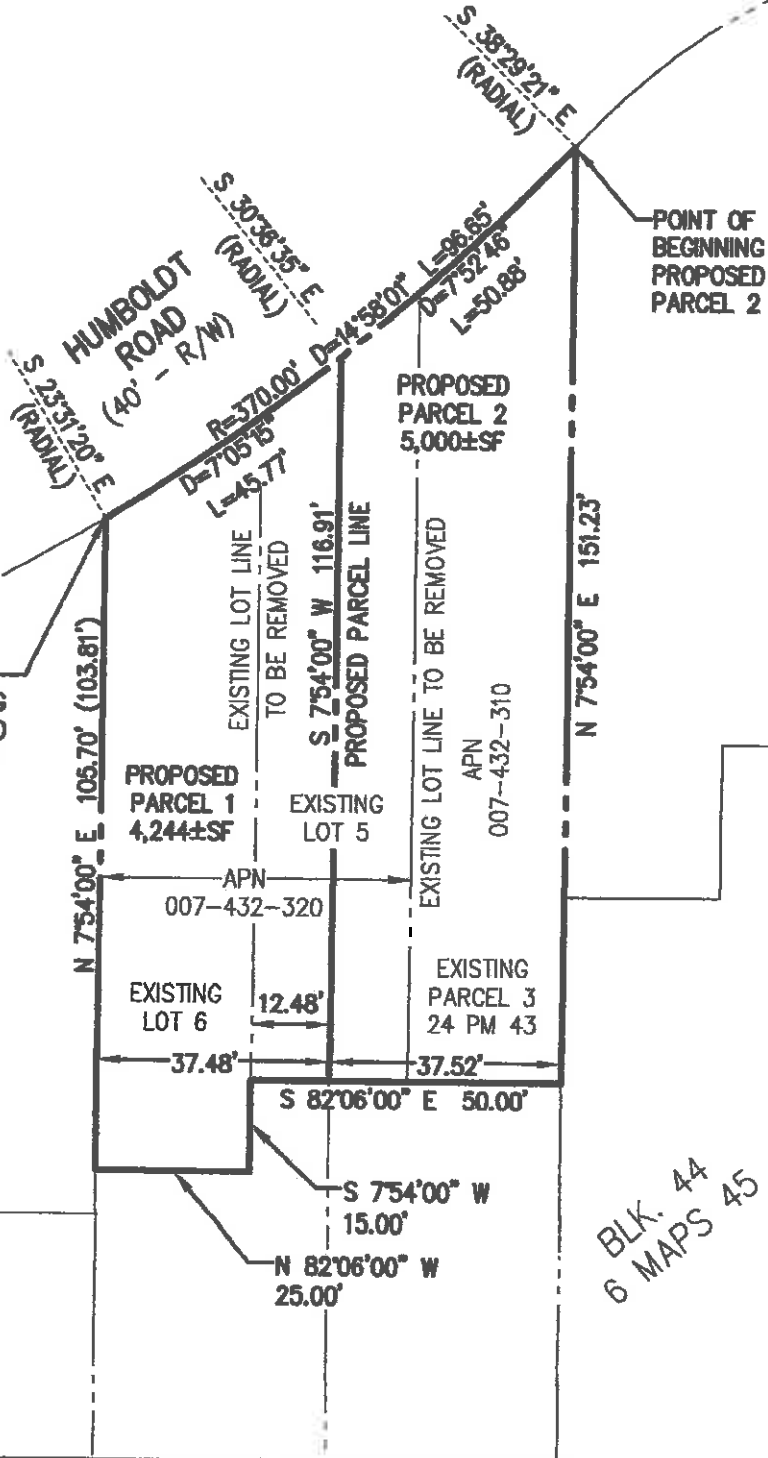 S 38°29'21" E
(RADIAL)
S 30°36'35" E
(RADIAL)
HUMBOLDT
ROAD
(40' - R/W)
S 23°31'20" E
(RADIAL)
POINT OF
BEGINNING
PROPOSED
PARCEL 2
R=370.00' D=14°58'01" L=96.65'
D=7°52'46"
L=50.88'
D=7°05'15"
L=45.77'
PROPOSED
PARCEL 2
5,000±SF
EXISTING LOT LINE
TO BE REMOVED
S 7°54'00" W 116.91'
PROPOSED PARCEL LINE
EXISTING LOT LINE TO BE REMOVED
APN
007-432-310
N 7°54'00" E 151.23'
N 7°54'00" E 105.70' (103.81')
PROPOSED
PARCEL 1
4,244±SF
EXISTING
LOT 5
APN
007-432-320
EXISTING
LOT 6
12.48'
EXISTING
PARCEL 3
24 PM 43
37.48'
37.52'
S 82°06'00" E 50.00'
S 7°54'00" W
15.00'
N 82°06'00" W
25.00'
BLK. 44
6 MAPS 45